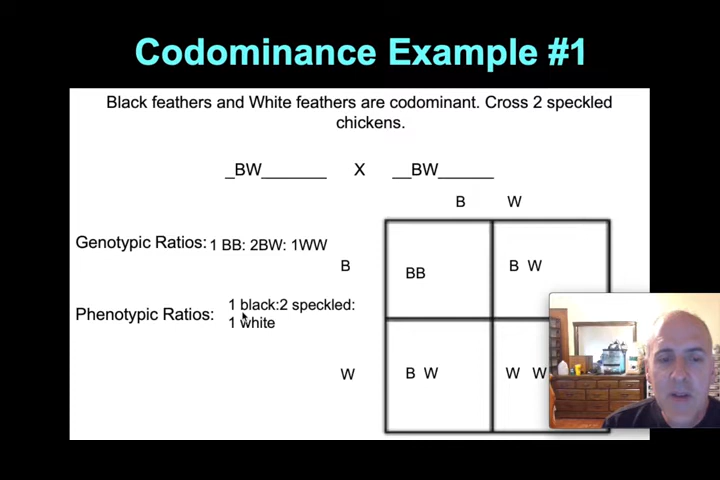 Codominance Example #1
Black feathers and White feathers are codominant. Cross 2 speckled
chickens.
_BW_______ X __BW______
B W
Genotypic Ratios: 1 BB: 2BW: 1WW
B BB B W
Phenotypic Ratios: 1 black:2 speckled:
1 white
W B W W W